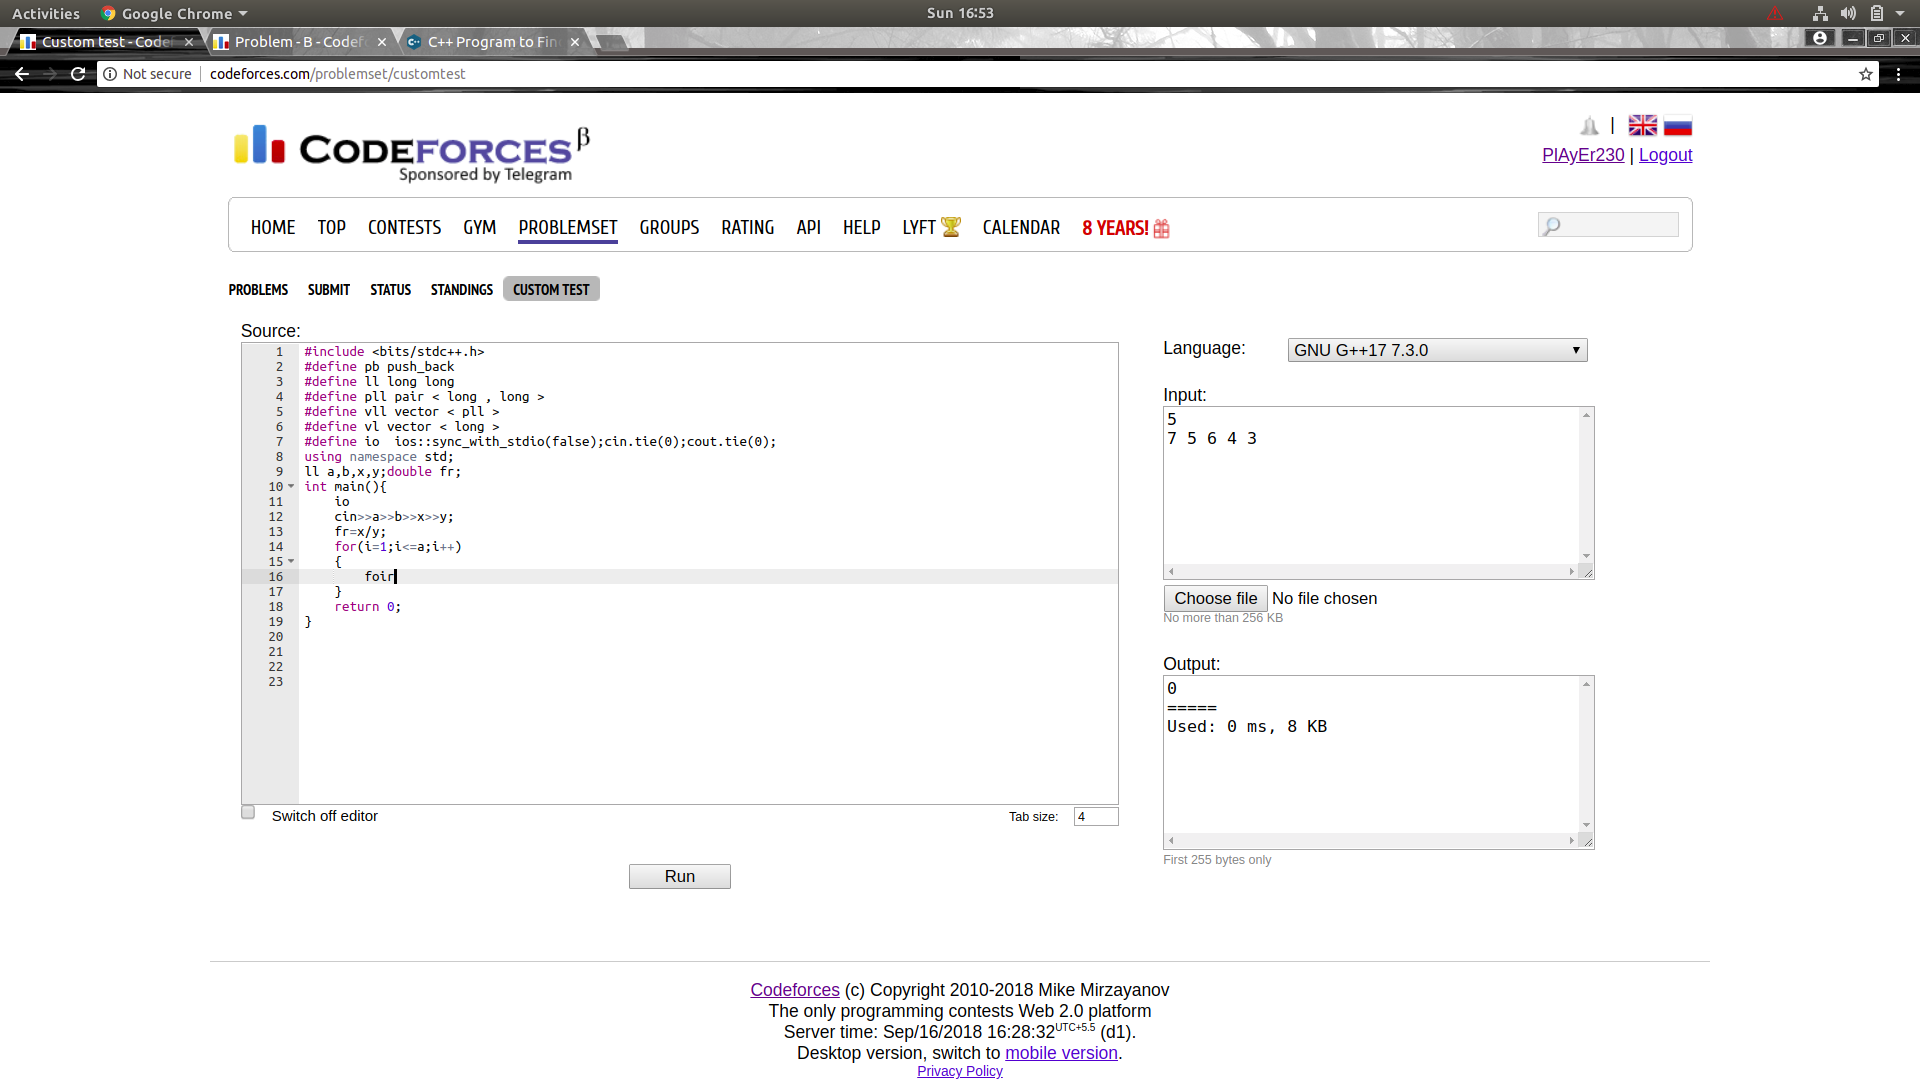 Activities Google Chrome Sun 16:53
Custom test - Code Problem - B - Codef C++ Program to Fin
Not secure codeforces.com/problemset/customtest
CODEFORCES β
Sponsored by Telegram
|
PlAyEr230 | Logout
HOME TOP CONTESTS GYM PROBLEMSET GROUPS RATING API HELP LYFT CALENDAR 8 YEARS!
PROBLEMS SUBMIT STATUS STANDINGS CUSTOM TEST
Source:
1 #include <bits/stdc++.h>
2 #define pb push_back
3 #define ll long long
4 #define pll pair < long , long >
5 #define vll vector < pll >
6 #define vl vector < long >
7 #define io  ios::sync_with_stdio(false);cin.tie(0);cout.tie(0);
8 using namespace std;
9 ll a,b,x,y;double fr;
10 int main(){
11     io
12     cin>>a>>b>>x>>y;
13     fr=x/y;
14     for(i=1;i<=a;i++)
15     {
16         foir
17     }
18     return 0;
19 }
20
21
22
23
Switch off editor
Tab size: 4
Run
Language: GNU G++17 7.3.0
Input:
5
7 5 6 4 3
Choose file No file chosen
No more than 256 KB
Output:
0
=====
Used: 0 ms, 8 KB
First 255 bytes only
Codeforces (c) Copyright 2010-2018 Mike Mirzayanov
The only programming contests Web 2.0 platform
Server time: Sep/16/2018 16:28:32UTC+5.5 (d1).
Desktop version, switch to mobile version.
Privacy Policy